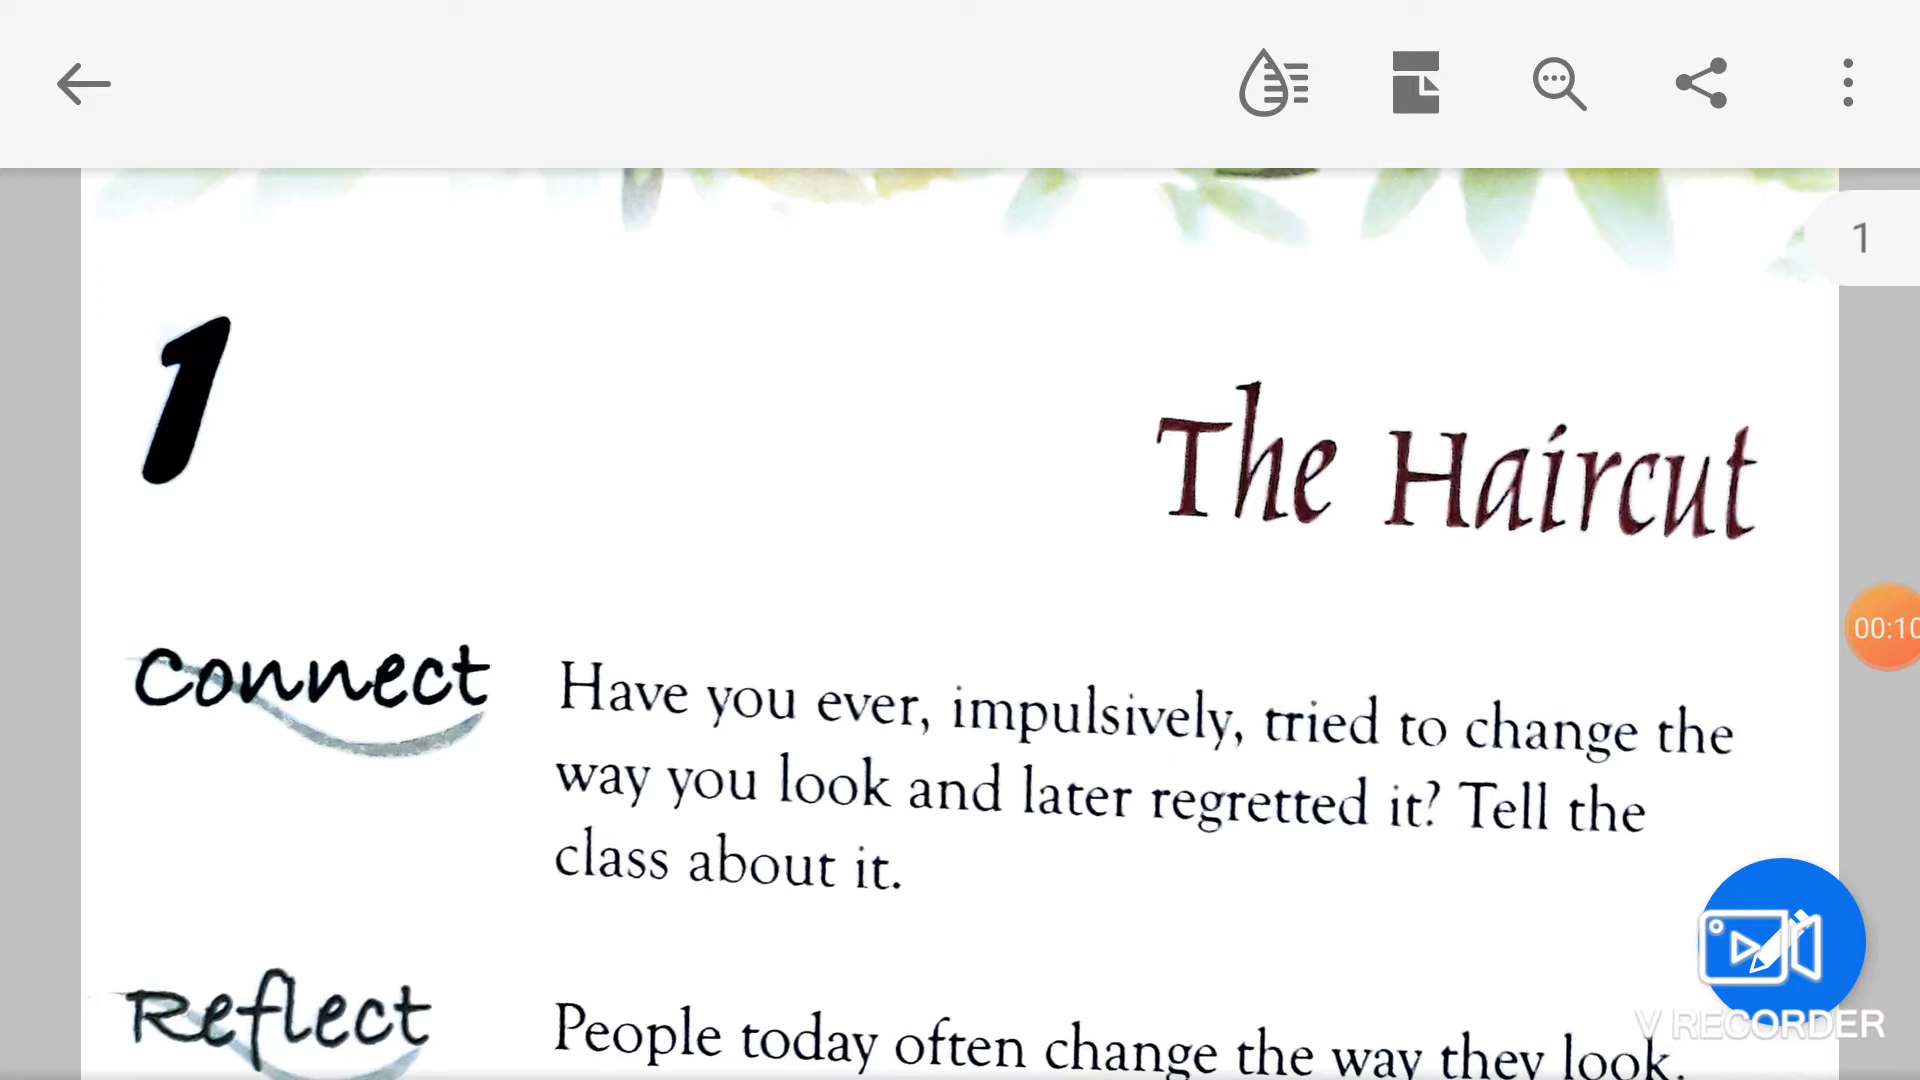 1
1
The Haircut
Connect
Have you ever, impulsively, tried to change the
way you look and later regretted it? Tell the
class about it.
00:10
Reflect
People today often change the way they look.
V RECORDER